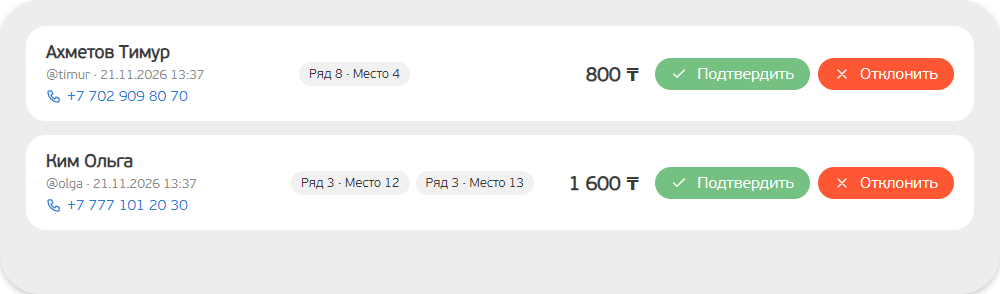 Ахметов Тимур
@timur · 21.11.2026 13:37
+7 702 909 80 70
Ряд 8 · Место 4
800 ₸
Подтвердить
Отклонить
Ким Ольга
@olga · 21.11.2026 13:37
+7 777 101 20 30
Ряд 3 · Место 12
Ряд 3 · Место 13
1 600 ₸
Подтвердить
Отклонить